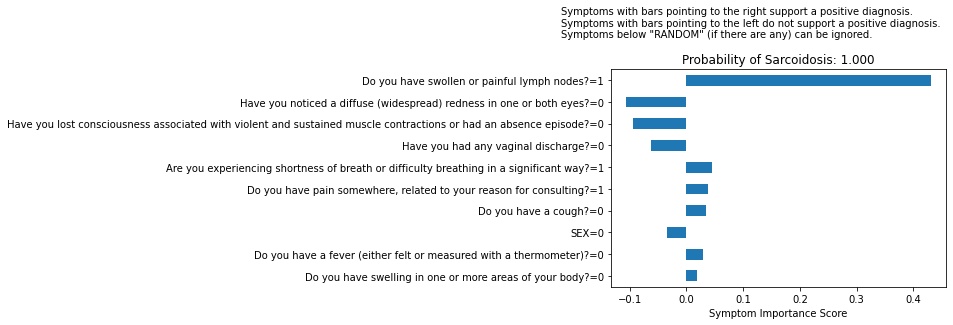 Symptoms with bars pointing to the right support a positive diagnosis.
Symptoms with bars pointing to the left do not support a positive diagnosis.
Symptoms below "RANDOM" (if there are any) can be ignored.
Probability of Sarcoidosis: 1.000
Do you have swollen or painful lymph nodes?=1
Have you noticed a diffuse (widespread) redness in one or both eyes?=0
Have you lost consciousness associated with violent and sustained muscle contractions or had an absence episode?=0
Have you had any vaginal discharge?=0
Are you experiencing shortness of breath or difficulty breathing in a significant way?=1
Do you have pain somewhere, related to your reason for consulting?=1
Do you have a cough?=0
SEX=0
Do you have a fever (either felt or measured with a thermometer)?=0
Do you have swelling in one or more areas of your body?=0
−0.1 0.0 0.1 0.2 0.3 0.4
Symptom Importance Score